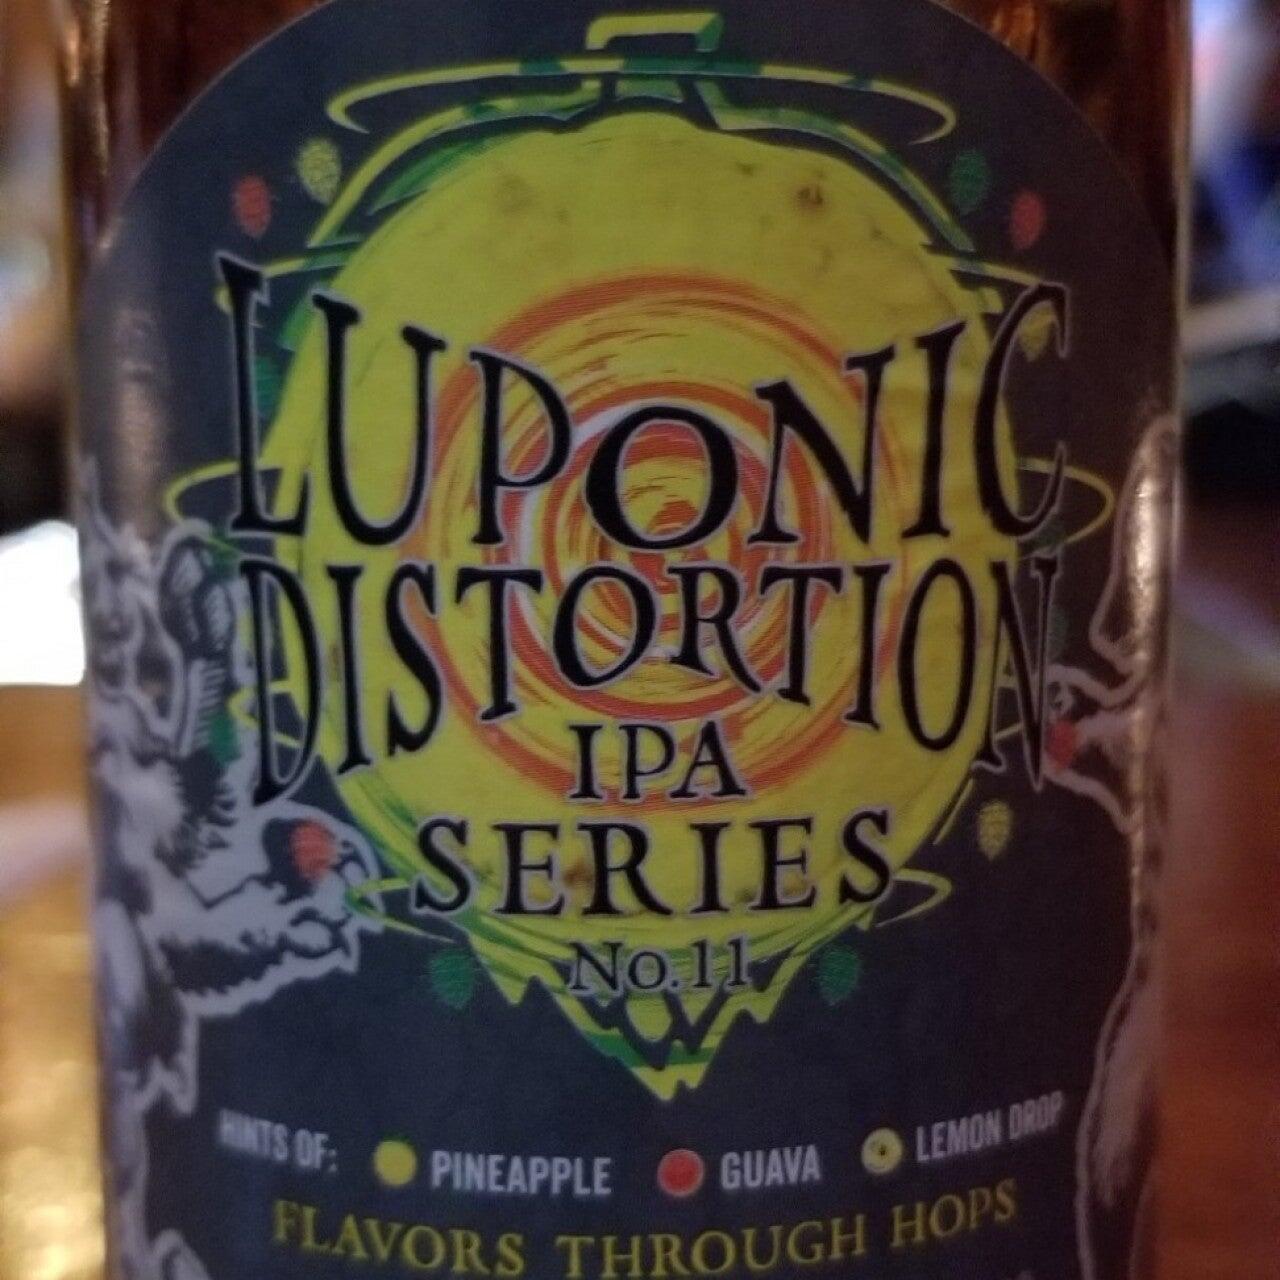 LUPONIC
DISTORTION
IPA
SERIES
No.11
HINTS OF: PINEAPPLE GUAVA LEMON DROP
FLAVORS THROUGH HOPS